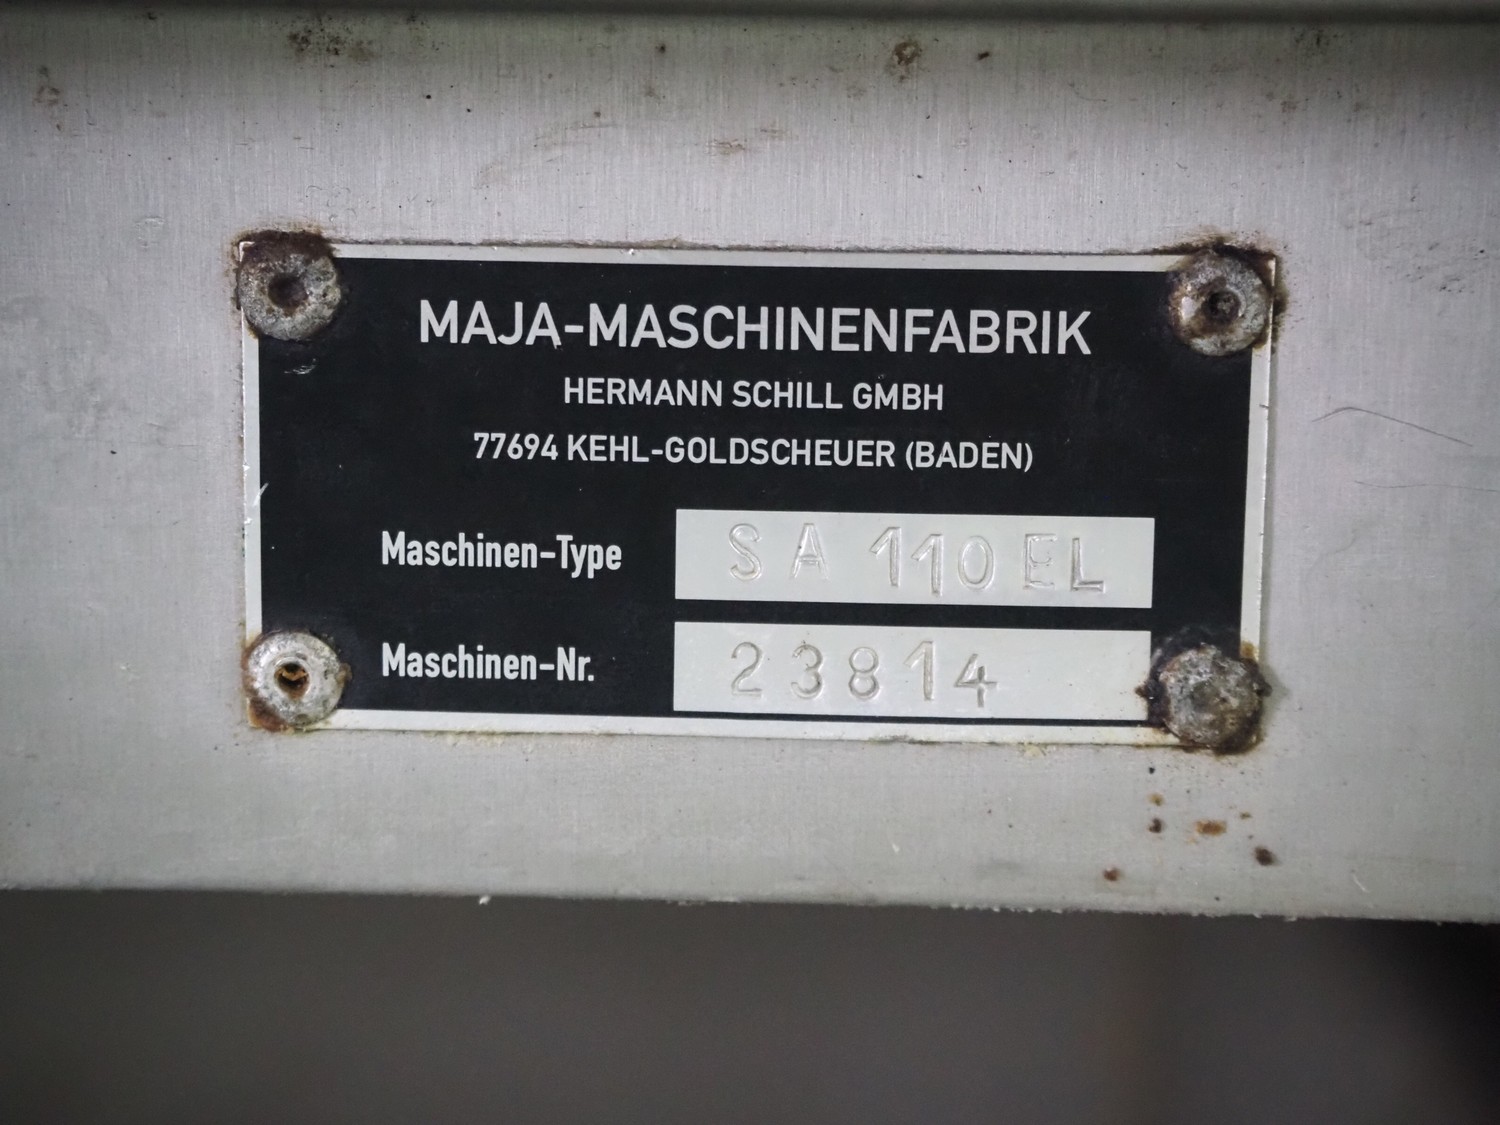 MAJA-MASCHINENFABRIK
HERMANN SCHILL GMBH
77694 KEHL-GOLDSCHEUER (BADEN)
Maschinen-Type SA 110 EL
Maschinen-Nr. 23814